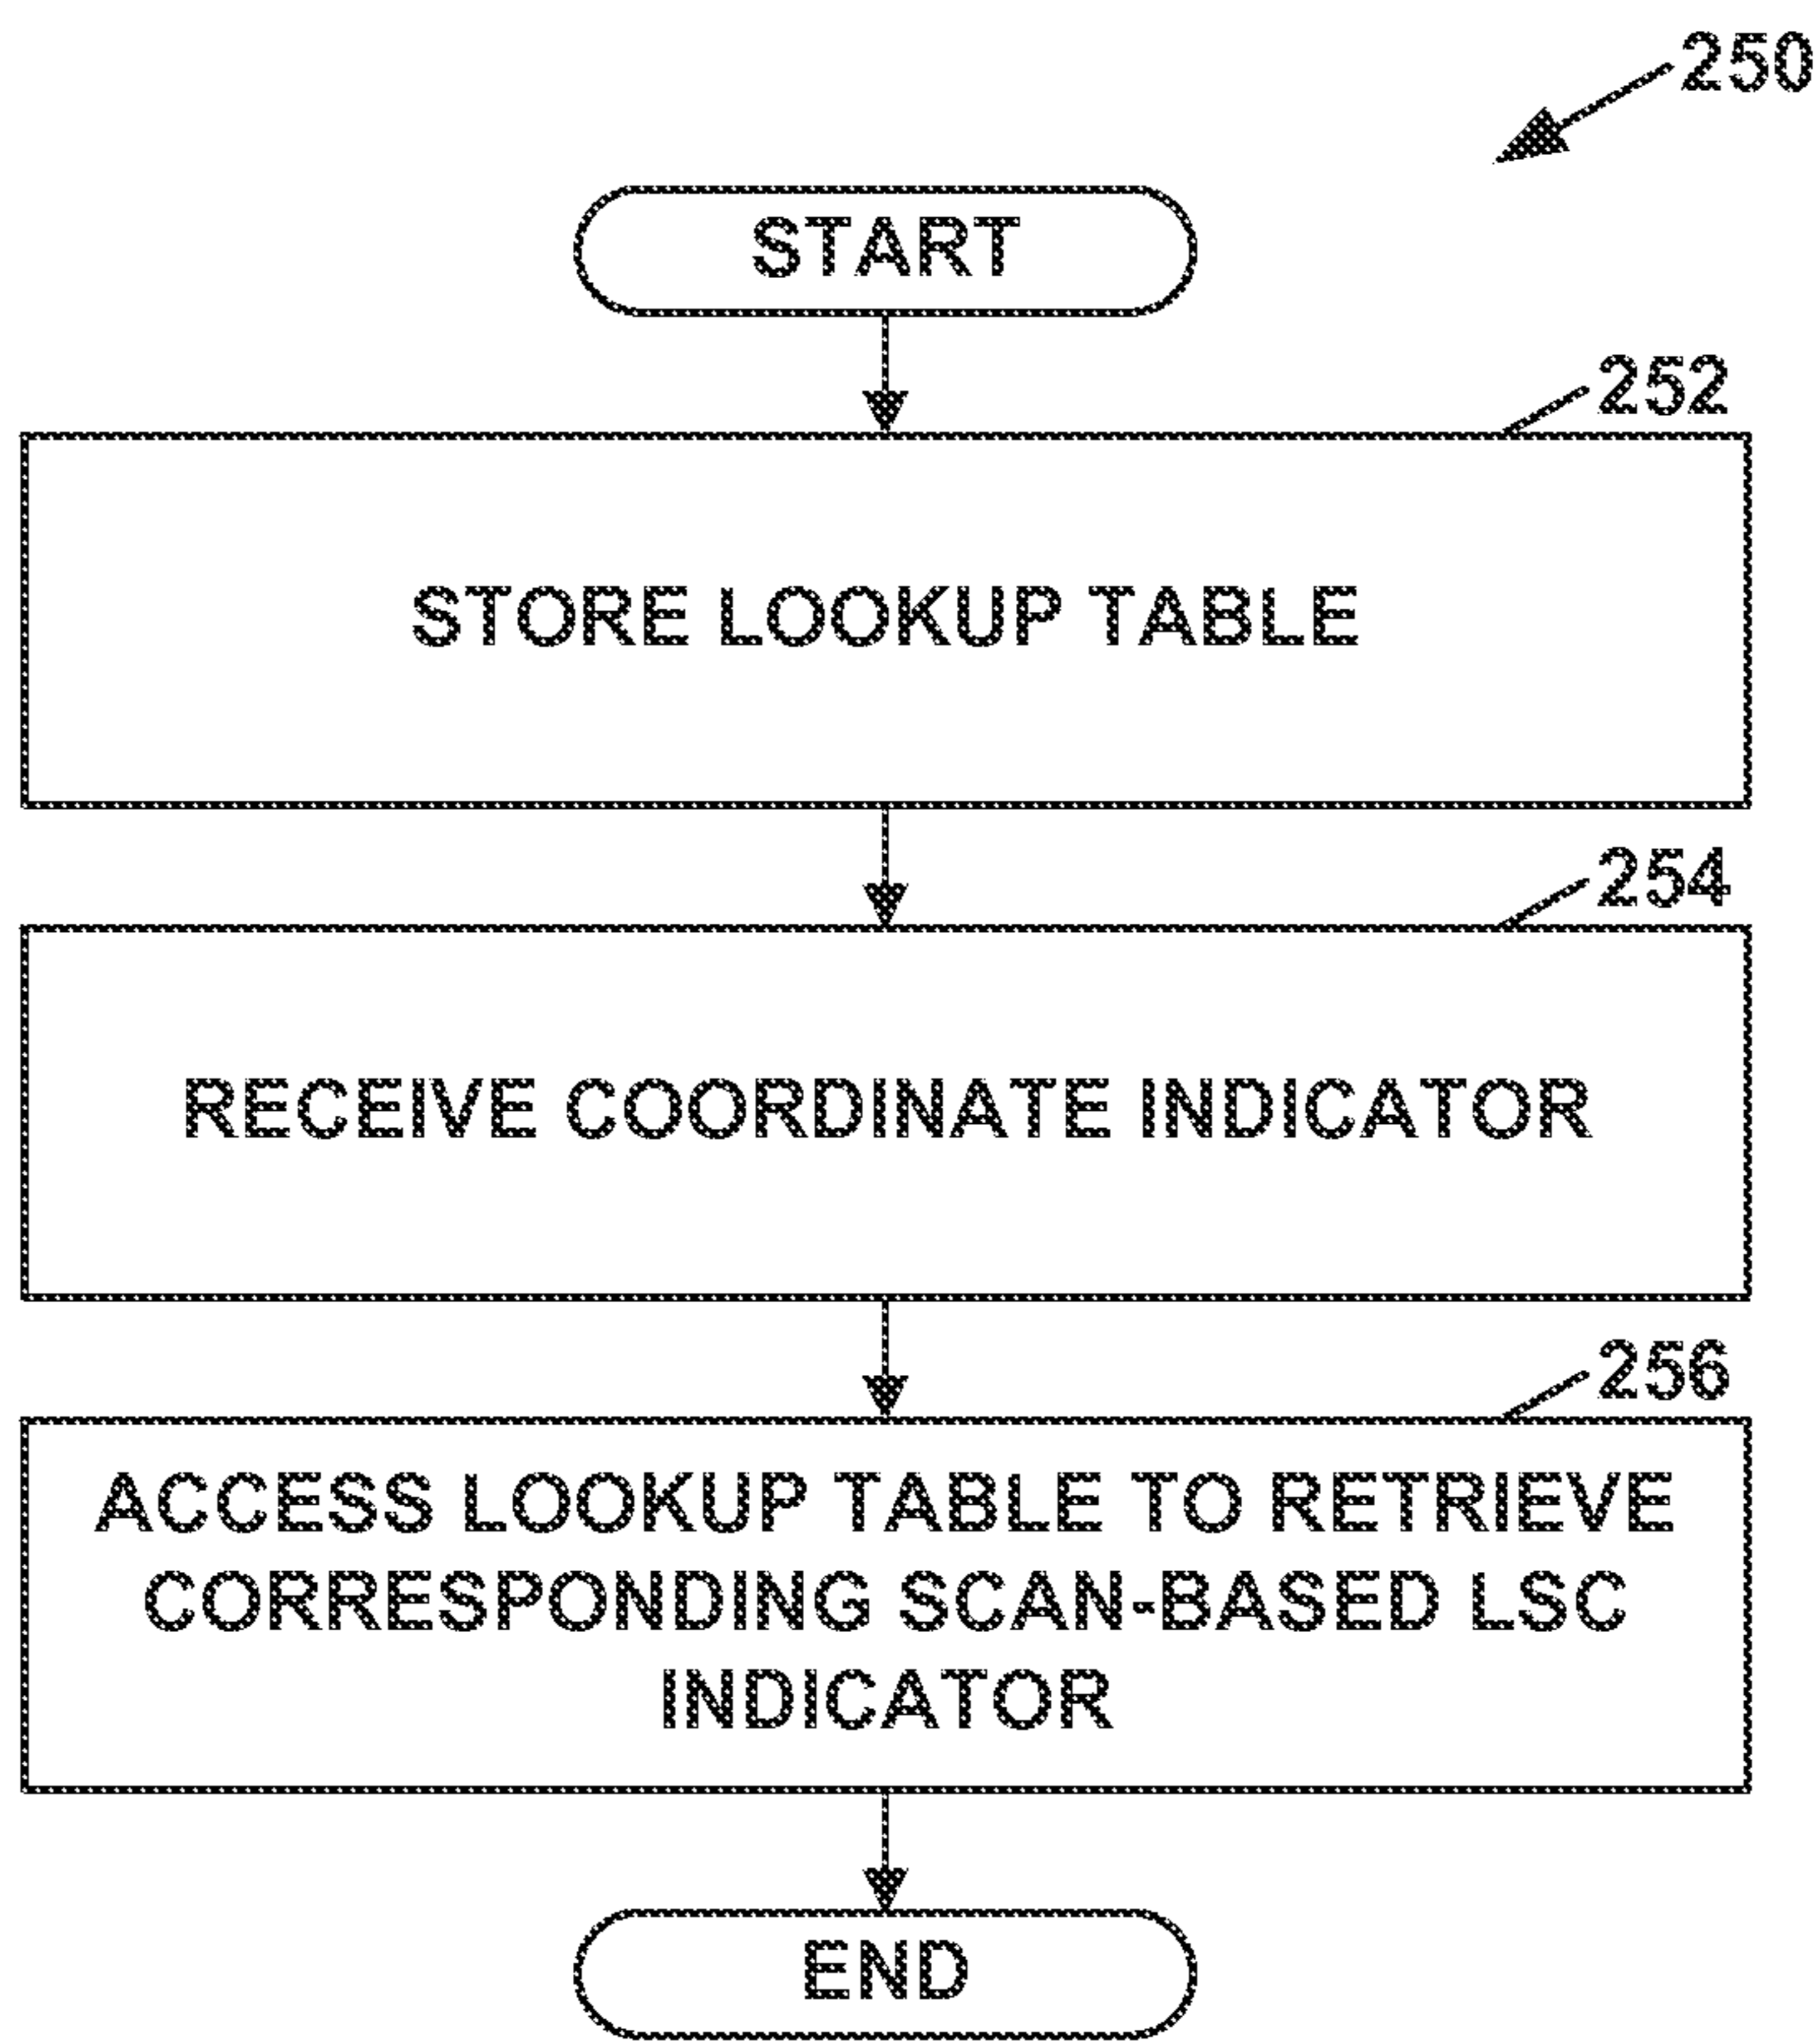 250
START
252
STORE LOOKUP TABLE
254
RECEIVE COORDINATE INDICATOR
256
ACCESS LOOKUP TABLE TO RETRIEVE
CORRESPONDING SCAN-BASED LSC
INDICATOR
END